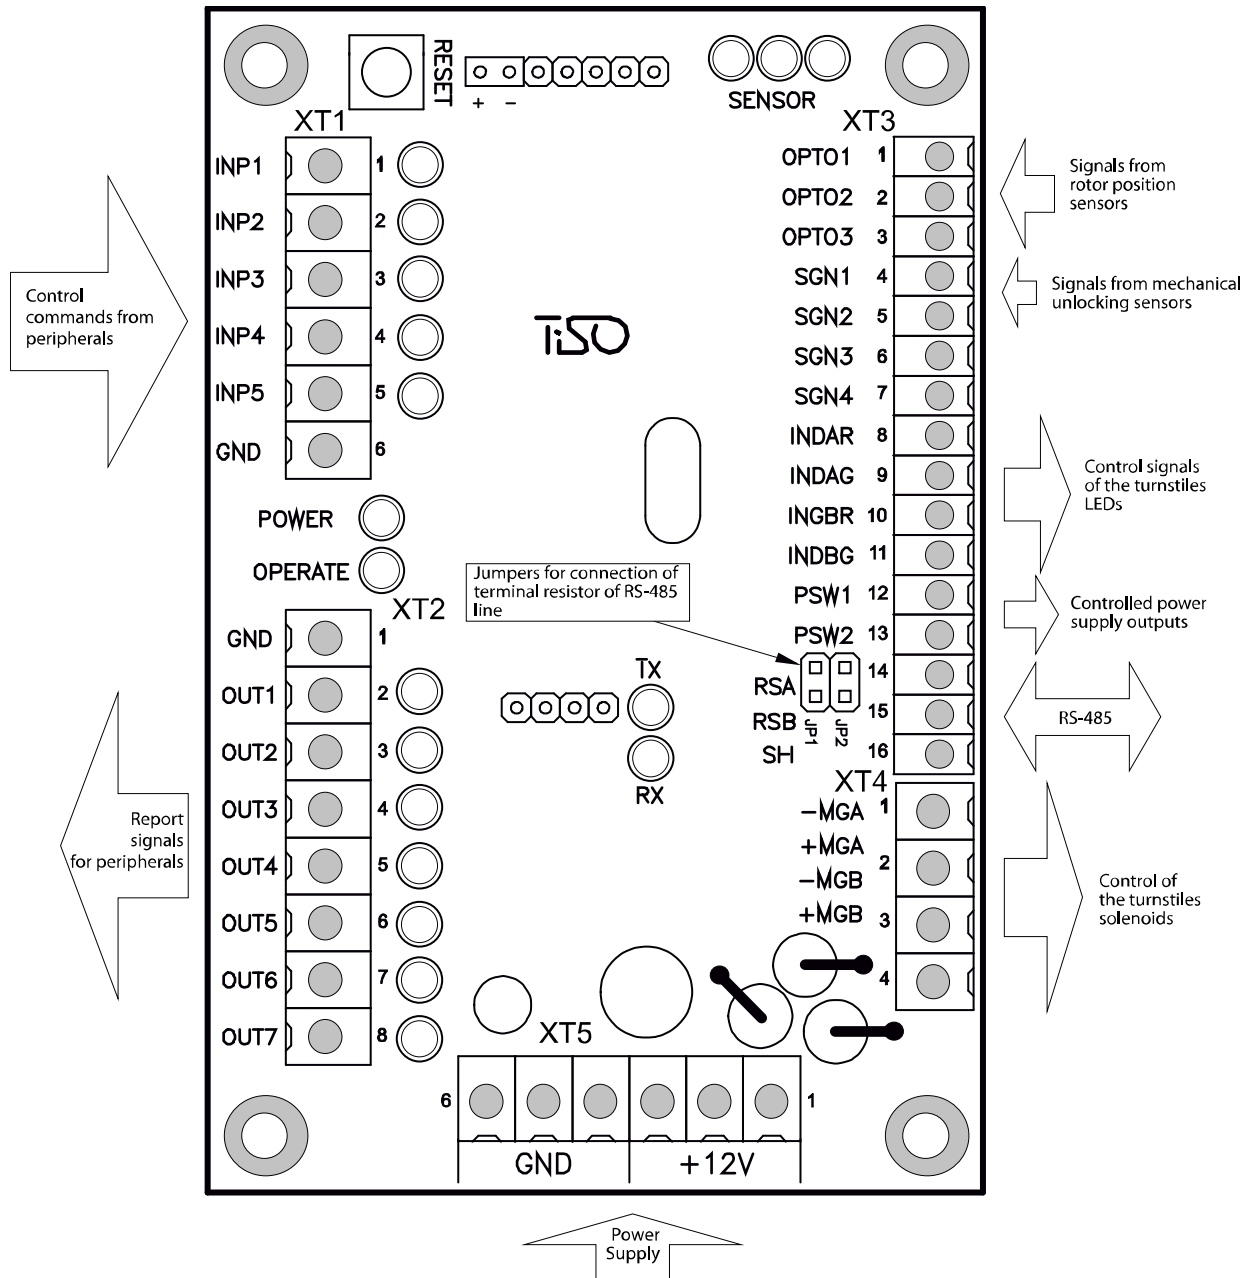 RESET
+ -
SENSOR
XT1
INP1 1
INP2 2
INP3 3
INP4 4
INP5 5
GND 6
Control
commands from
peripherals
TiSO
XT3
OPTO1 1
OPTO2 2
OPTO3 3
SGN1 4
SGN2 5
SGN3 6
SGN4 7
INDAR 8
INDAG 9
INGBR 10
INDBG 11
PSW1 12
PSW2 13
RSA 14
RSB 15
SH 16
JP1 JP2
Signals from
rotor position
sensors
Signals from mechanical
unlocking sensors
Control signals
of the turnstiles
LEDs
Controlled power
supply outputs
RS-485
POWER
OPERATE
Jumpers for connection of
terminal resistor of RS-485
line
TX
RX
XT2
GND 1
OUT1 2
OUT2 3
OUT3 4
OUT4 5
OUT5 6
OUT6 7
OUT7 8
Report
signals
for peripherals
XT4
-MGA 1
+MGA 2
-MGB 3
+MGB 4
Control of
the turnstiles
solenoids
XT5
6 1
GND +12V
Power
Supply